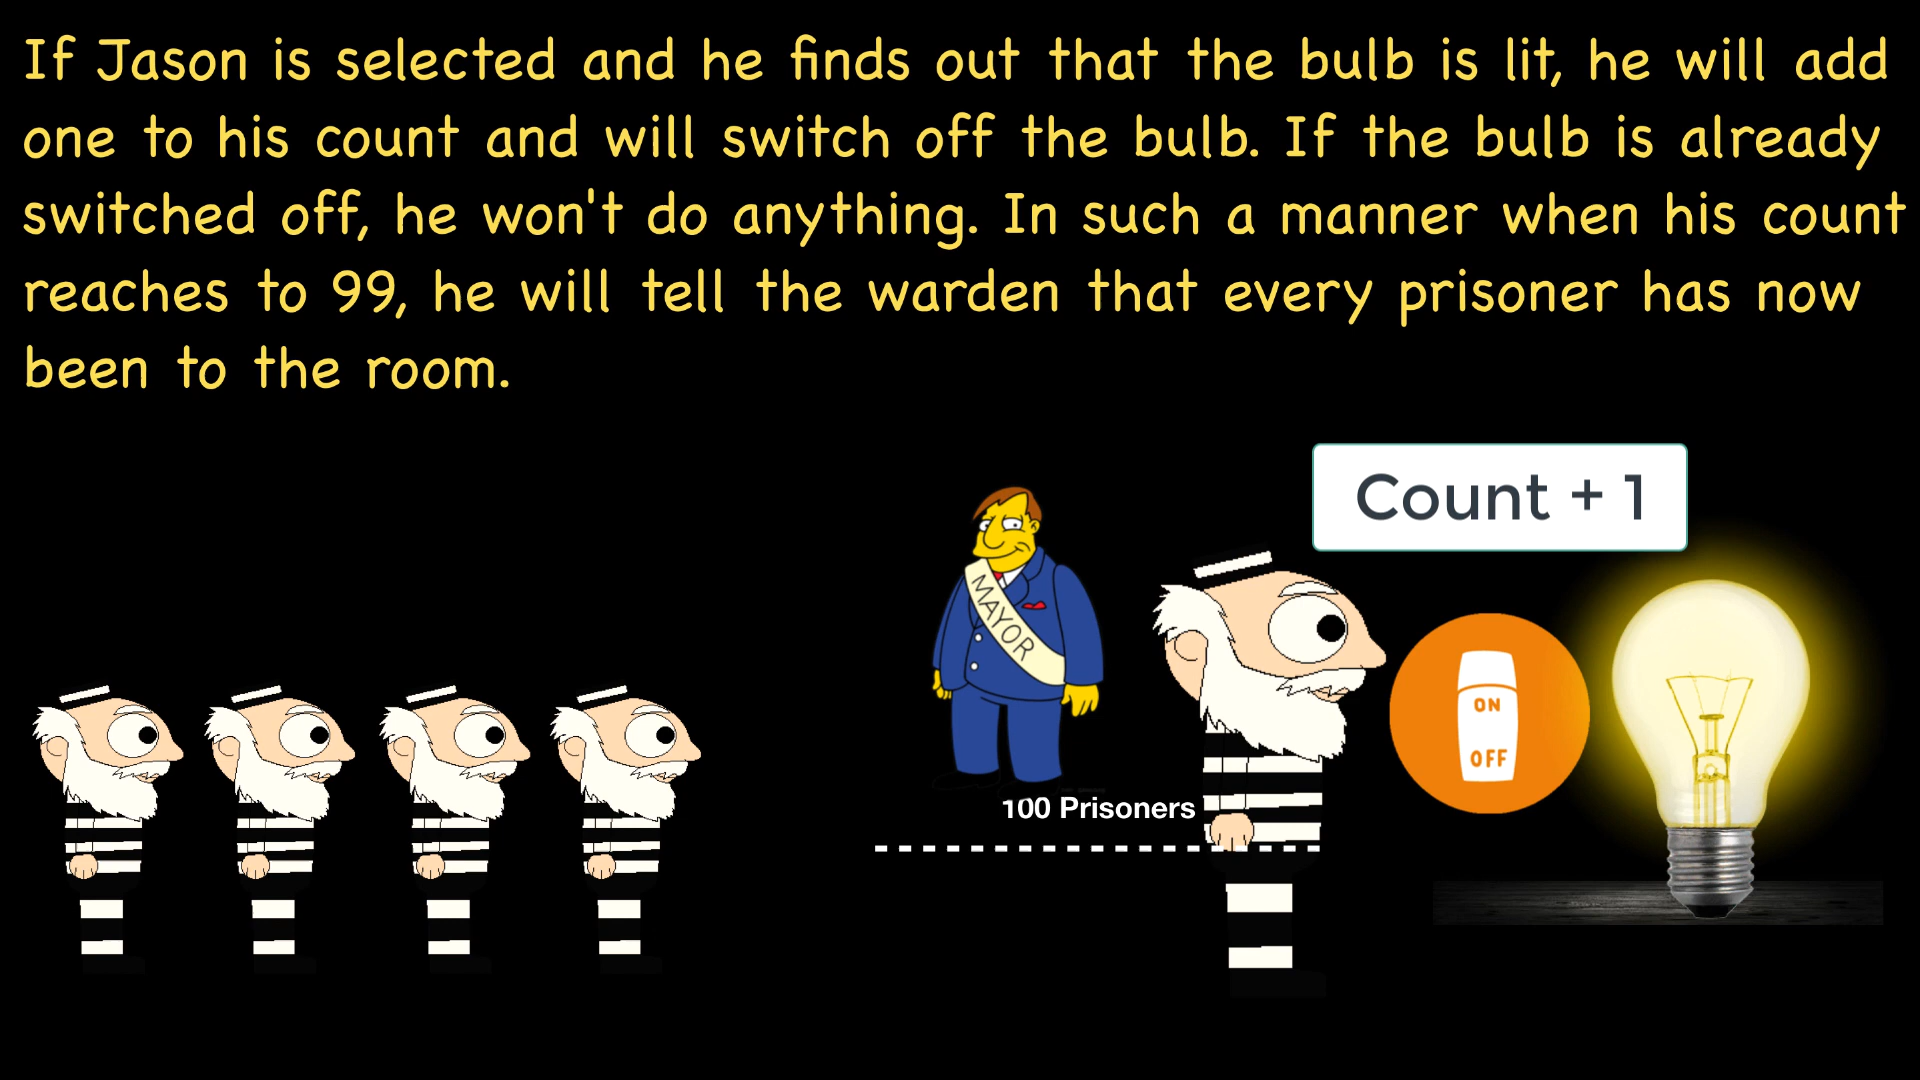 If Jason is selected and he finds out that the bulb is lit, he will add
one to his count and will switch off the bulb. If the bulb is already
switched off, he won't do anything. In such a manner when his count
reaches to 99, he will tell the warden that every prisoner has now
been to the room.
Count + 1
MAYOR
ON
OFF
100 Prisoners